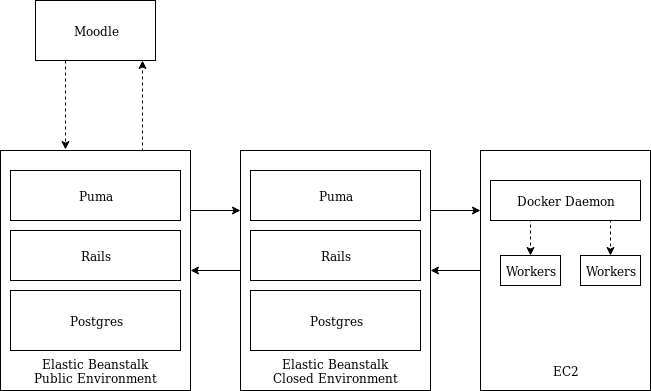 Moodle
Puma
Rails
Postgres
Elastic Beanstalk
Public Environment
Puma
Rails
Postgres
Elastic Beanstalk
Closed Environment
Docker Daemon
Workers
Workers
EC2